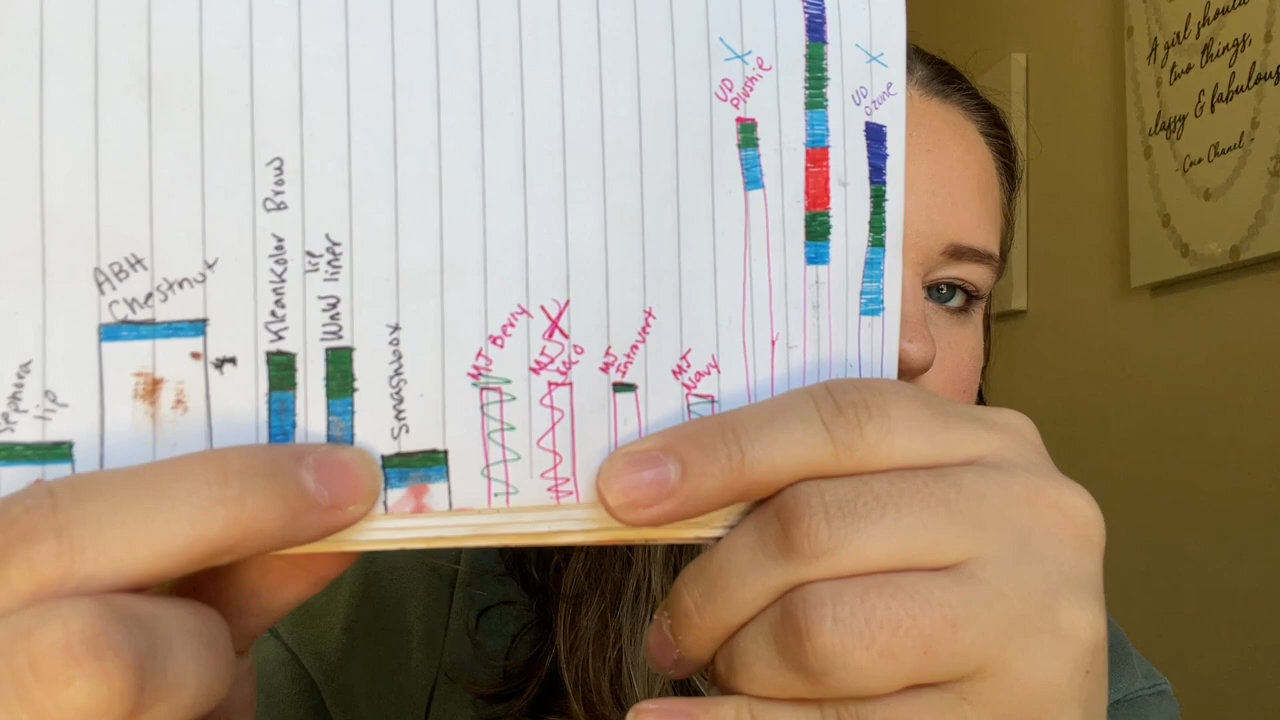 Sephora
lip
ABH
Chestnut
$
Kleankolor Brow
WnW lip
liner
Smashbox
MJ Berry
MJ
MJ
Introvert
MJ
Navy
UD
Plushie
X
UD
Ozone
X
A girl should
two things,
classy & fabulous
- Coco Chanel -